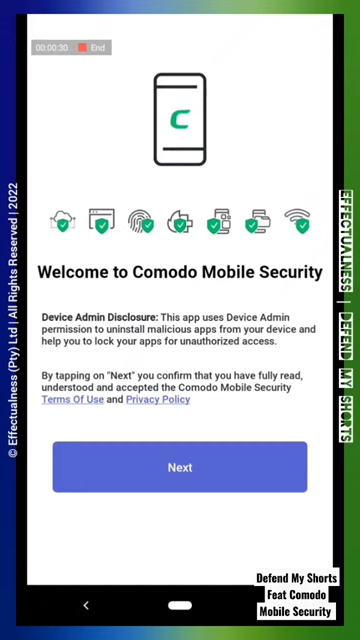 00:00:30 End
C
Welcome to Comodo Mobile Security
Device Admin Disclosure: This app uses Device Admin
permission to uninstall malicious apps from your device and
help you to lock your apps for unauthorized access.
By tapping on "Next" you confirm that you have fully read,
understood and accepted the Comodo Mobile Security
Terms Of Use and Privacy Policy
Next
© Effectualness (Pty) Ltd | All Rights Reserved | 2022
EFFECTUALNESS | DEFEND MY SHORTS
Defend My Shorts
Feat Comodo
Mobile Security